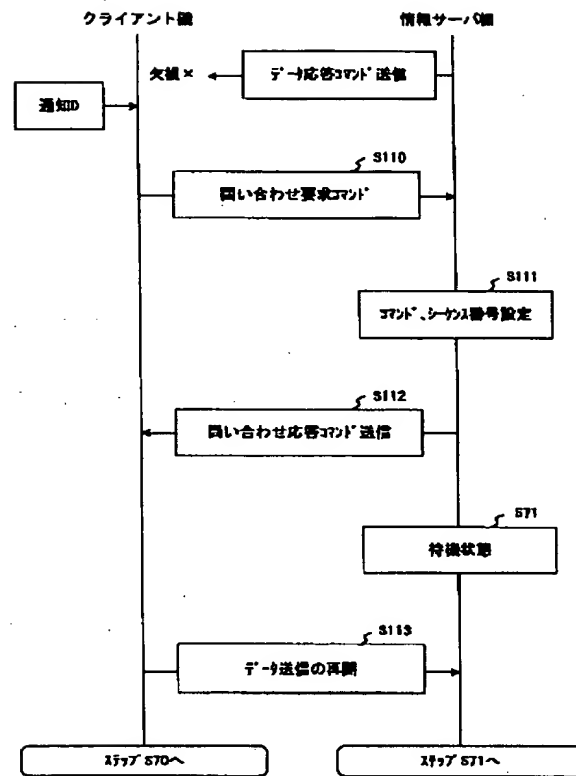 クライアント機
情報サーバ機
欠損×
データ応答コマンド送信
通知ID
S110
問い合わせ要求コマンド
S111
コマンド、シーケンス番号設定
S112
問い合わせ応答コマンド送信
S71
待機状態
S113
データ送信の再開
ステップS70へ
ステップS71へ